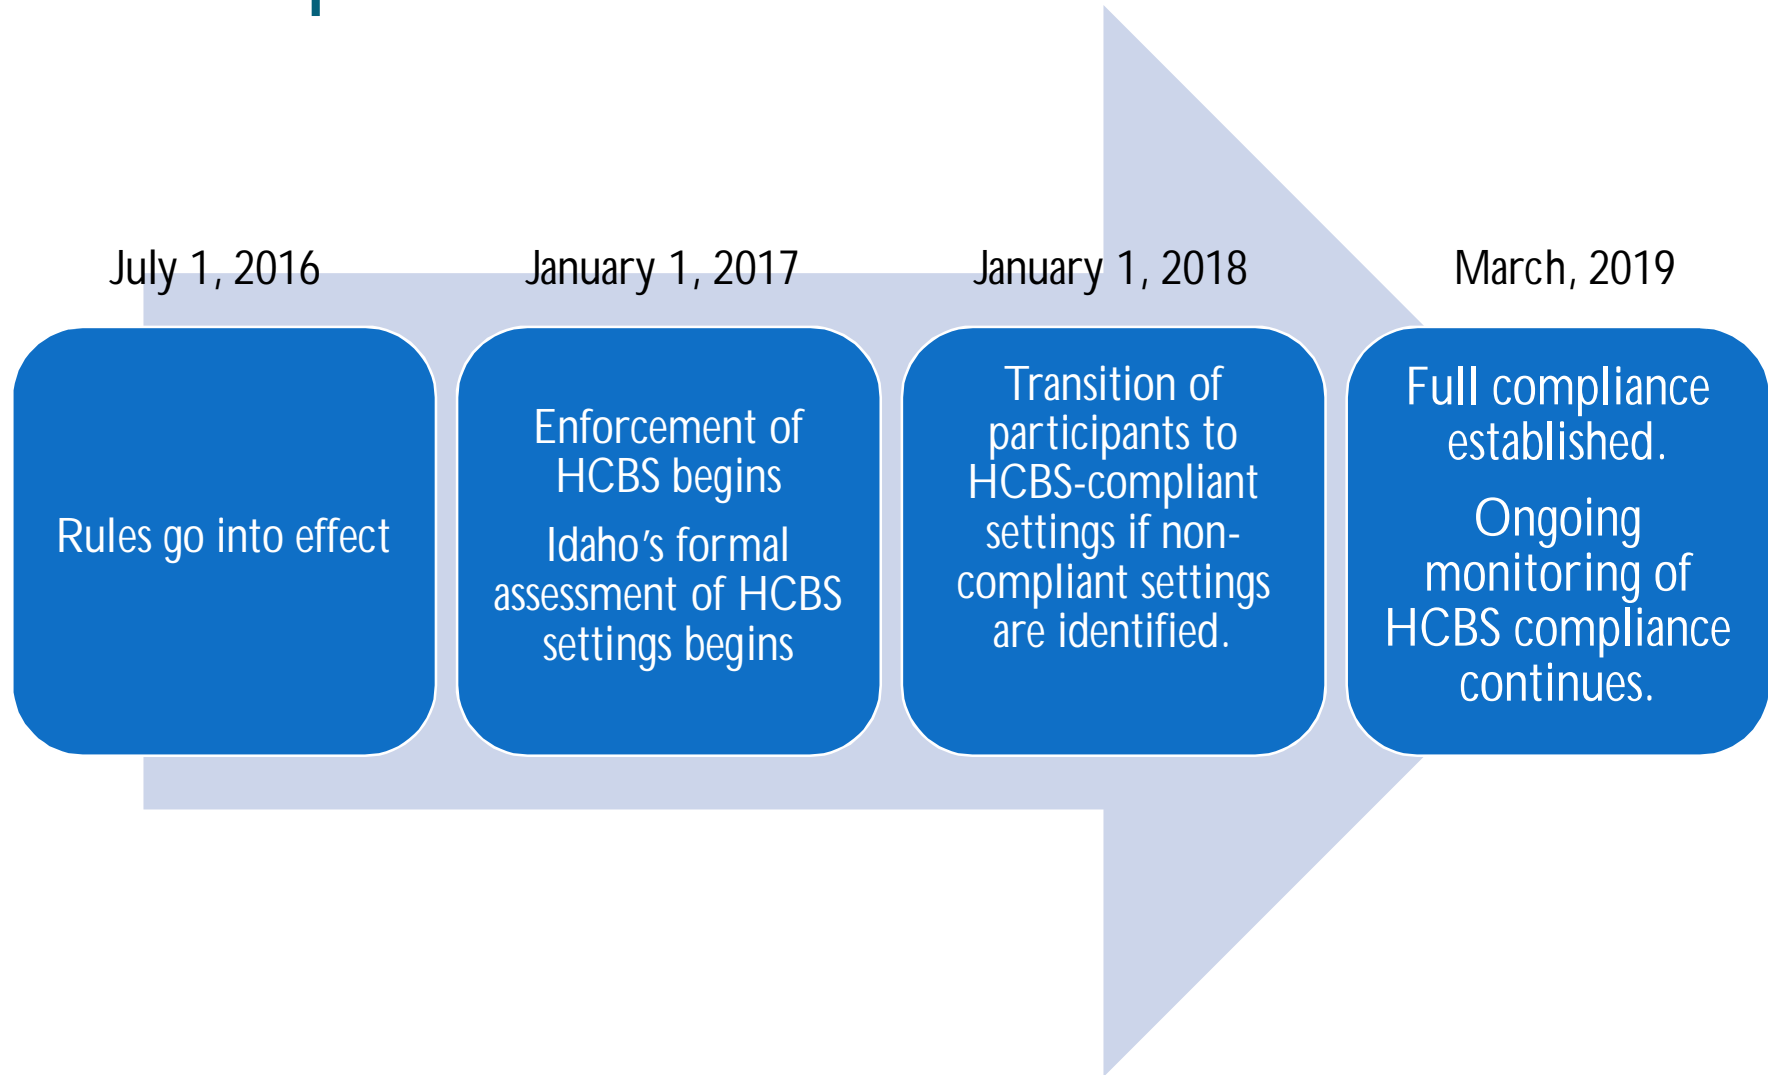 July 1, 2016
January 1, 2017
January 1, 2018
March, 2019
Rules go into effect
Enforcement of
HCBS begins
Idaho's formal
assessment of HCBS
settings begins
Transition of
participants to
HCBS-compliant
settings if non-
compliant settings
are identified.
Full compliance
established.
Ongoing
monitoring of
HCBS compliance
continues.